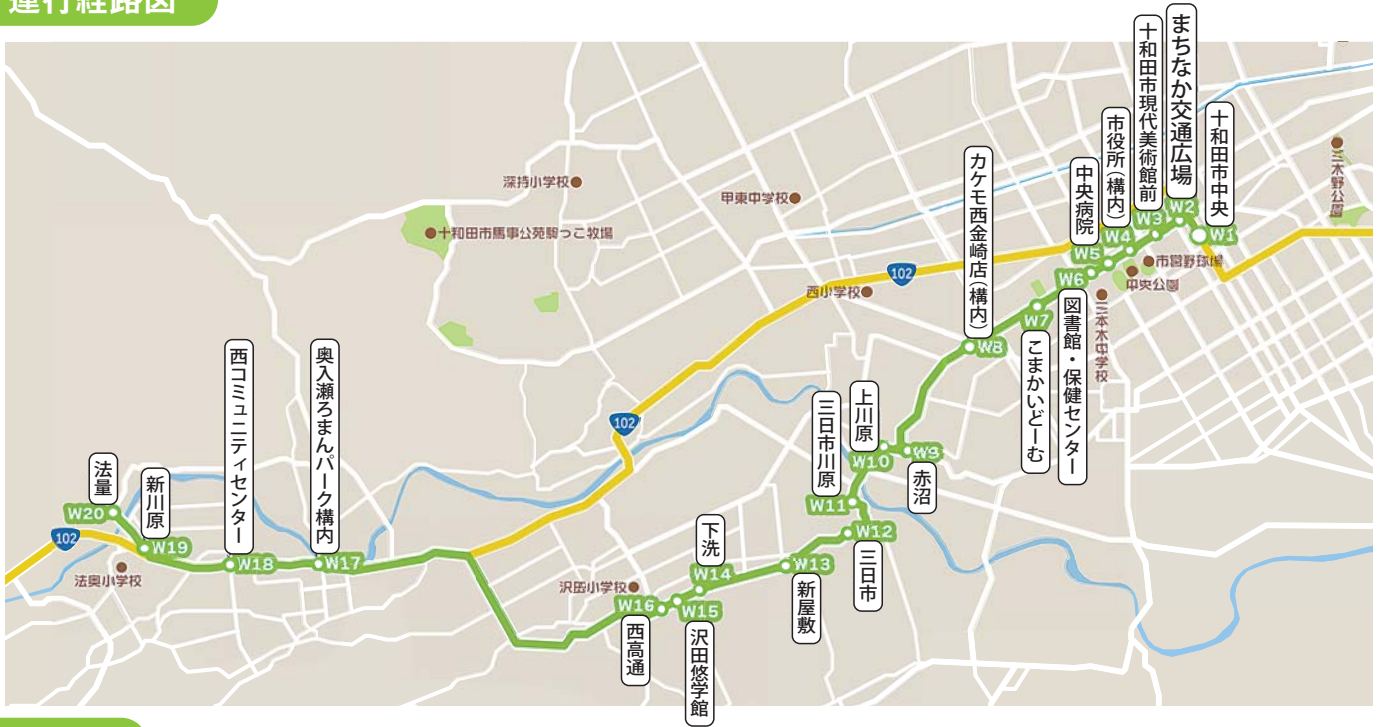 運行経路図
十和田市中央
W1
まちなか交通広場
W2
十和田市現代美術館前
W3
市役所（構内）
W4
中央病院
W5
図書館・保健センター
W6
こまかいどーむ
W7
カケモ西金崎店（構内）
W8
赤沼
W9
上川原
W10
三日市川原
W11
三日市
W12
新屋敷
W13
下洗
W14
沢田悠学館
W15
西高通
W16
奥入瀬ろまんパーク構内
W17
西コミュニティセンター
W18
新川原
W19
法量
W20
深持小学校
甲東中学校
十和田市馬事公苑駒っこ牧場
西小学校
市営野球場
中央公園
三本木中学校
三木野公園
沢田小学校
法奥小学校
102
102
102